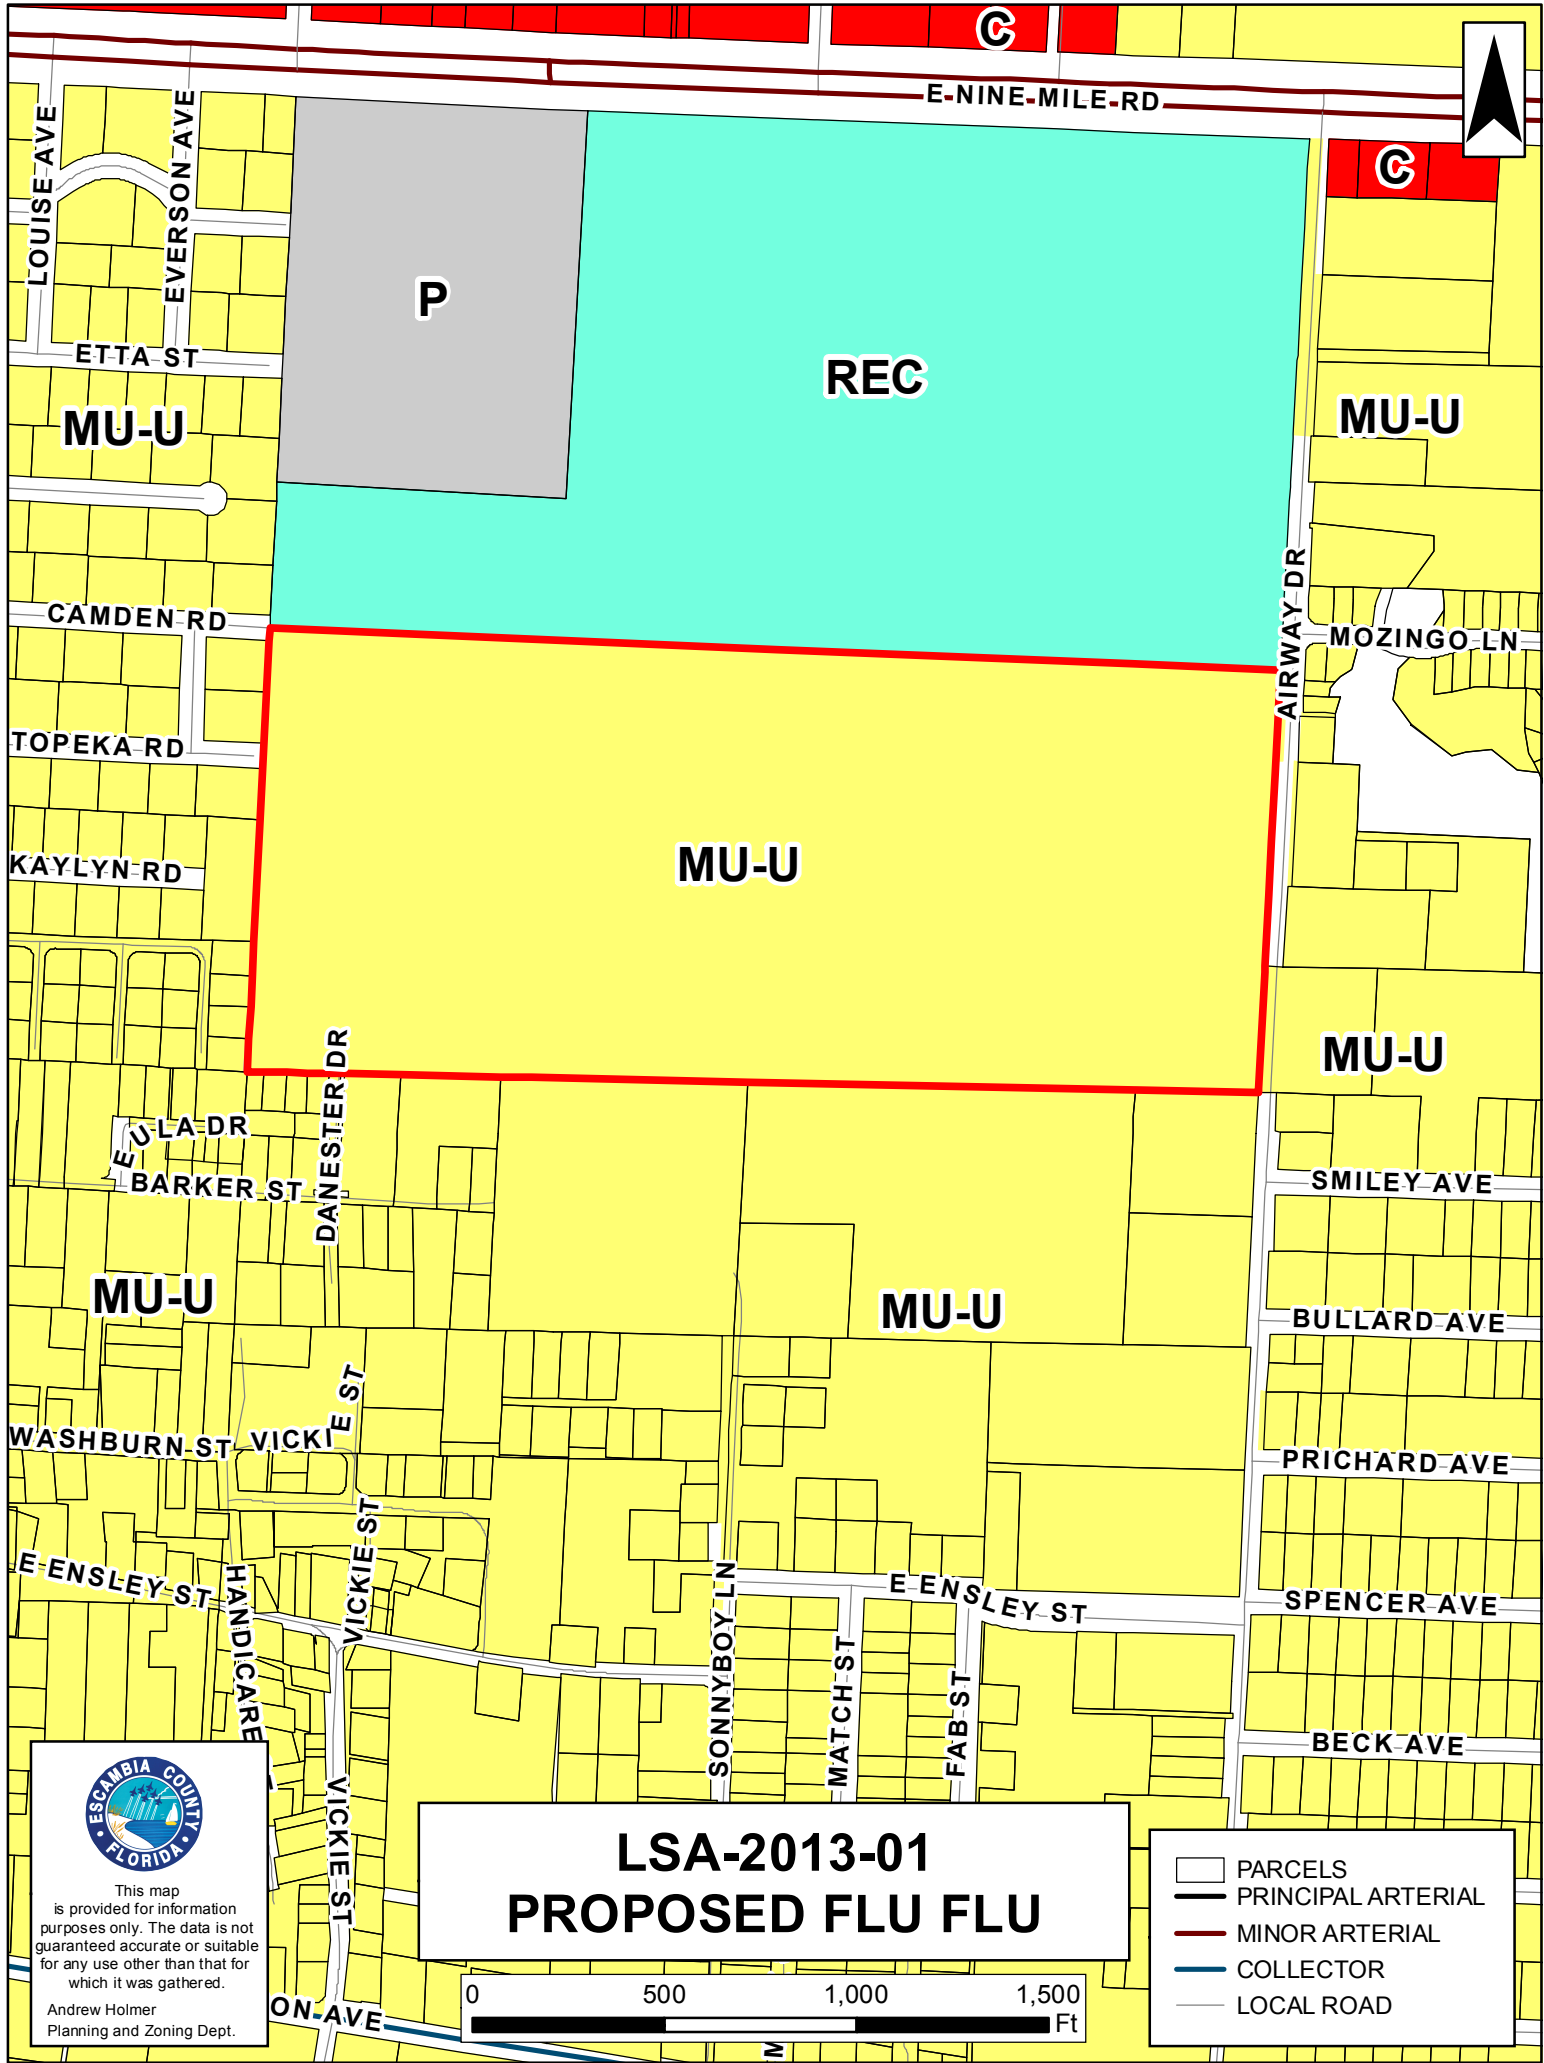 C
E NINE MILE RD
LOUISE AVE
EVERSON AVE
C
P
REC
ETTA ST
MU-U
MU-U
CAMDEN RD
AIRWAY DR
MOZINGO LN
TOPEKA RD
MU-U
KAYLYN RD
DANESTER DR
MU-U
EULA DR
BARKER ST
SMILEY AVE
MU-U
MU-U
BULLARD AVE
WASHBURN ST
VICKIE ST
PRICHARD AVE
E ENSLEY ST
HANDICARE
VICKIE ST
SONNYBOY LN
E ENSLEY ST
SPENCER AVE
MATCH ST
FAB ST
BECK AVE
VICKIE ST
ESCAMBIA COUNTY
FLORIDA
This map
is provided for information
purposes only. The data is not
guaranteed accurate or suitable
for any use other than that for
which it was gathered.
Andrew Holmer
Planning and Zoning Dept.
ON AVE
LSA-2013-01
PROPOSED FLU FLU
0 500 1,000 1,500
Ft
M
PARCELS
PRINCIPAL ARTERIAL
MINOR ARTERIAL
COLLECTOR
LOCAL ROAD